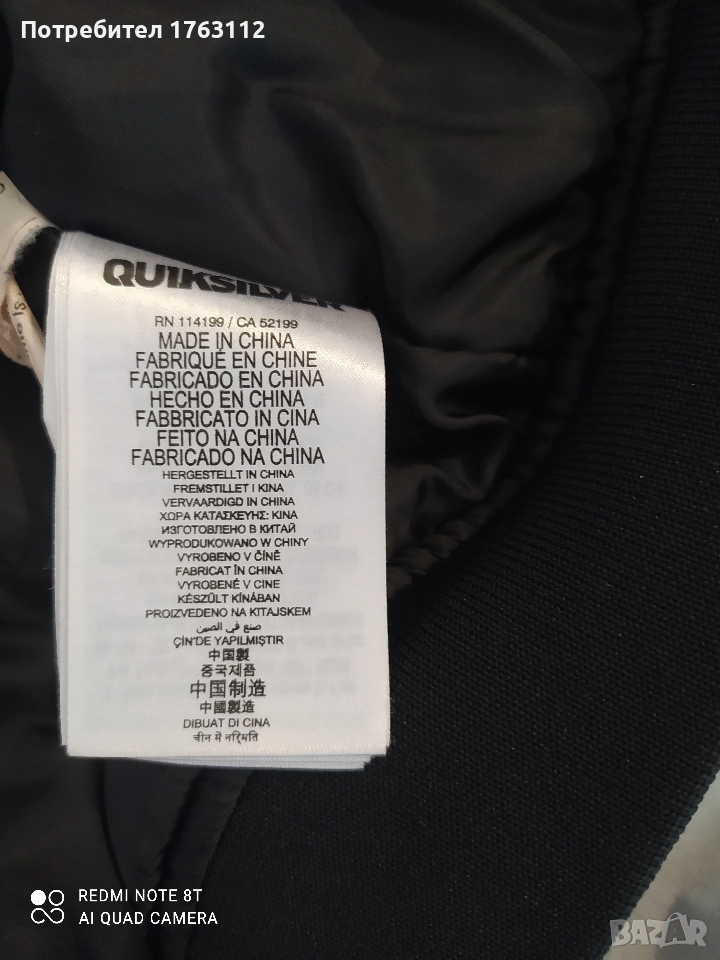 Потребител 1763112
QUIKSILVER
RN 114199 / CA 52199
MADE IN CHINA
FABRIQUÉ EN CHINE
FABRICADO EN CHINA
HECHO EN CHINA
FABBRICATO IN CINA
FEITO NA CHINA
FABRICADO NA CHINA
HERGESTELLT IN CHINA
FREMSTILLET I KINA
VERVAARDIGD IN CHINA
ΧΩΡΑ ΚΑΤΑΣΚΕΥΗΣ: ΚΙΝΑ
ИЗГОТОВЛЕНО В КИТАЙ
WYPRODUKOWANO W CHINY
VYROBENO V ČÍNĚ
FABRICAT ÎN CHINA
VYROBENÉ V CINE
KÉSZÜLT KÍNÁBAN
PROIZVEDENO NA KITAJSKEM
صنع في الصين
ÇİN'DE YAPILMIŞTIR
中国製
중국제품
中国制造
中國製造
DIBUAT DI CINA
चीन में नर्िमति
REDMI NOTE 8T
AI QUAD CAMERA
BAZAR